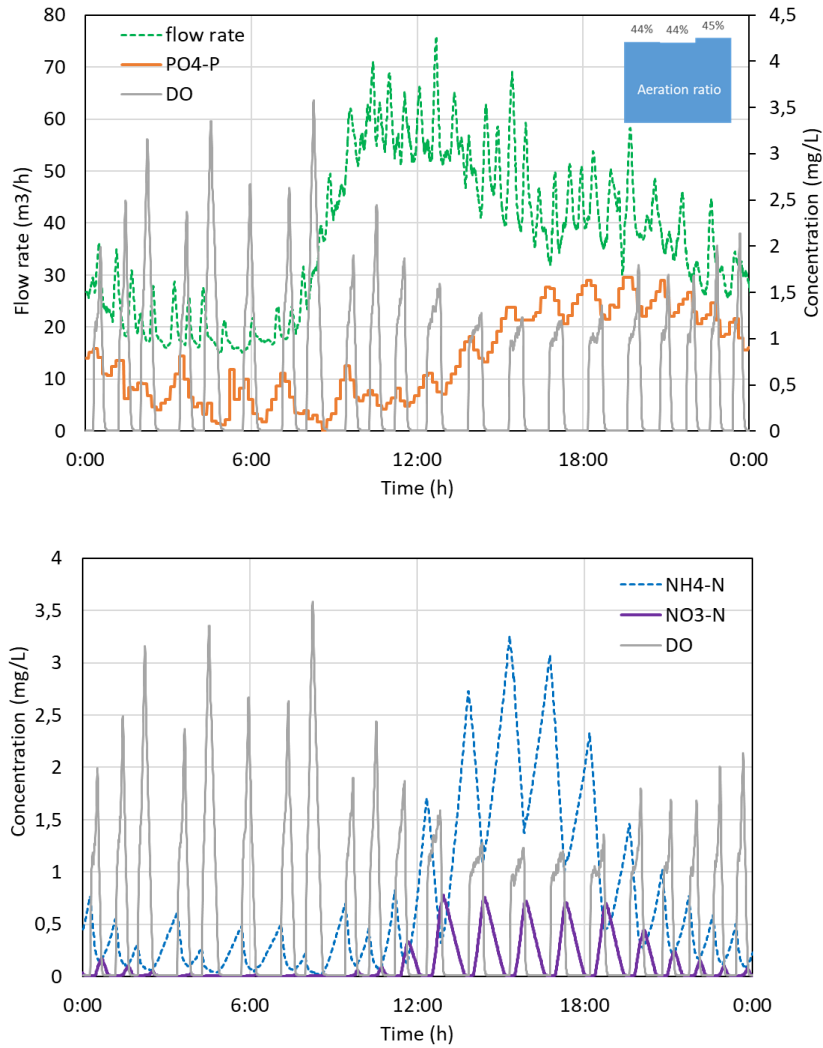 flow rate
PO4-P
DO
44% 44% 45%
Aeration ratio
80
70
60
50
40
30
20
10
0
Flow rate (m3/h)
4,5
4
3,5
3
2,5
2
1,5
1
0,5
0
Concentration (mg/L)
0:00 6:00 12:00 18:00 0:00
Time (h)
NH4-N
NO3-N
DO
4
3,5
3
2,5
2
1,5
1
0,5
0
Concentration (mg/L)
0:00 6:00 12:00 18:00 0:00
Time (h)